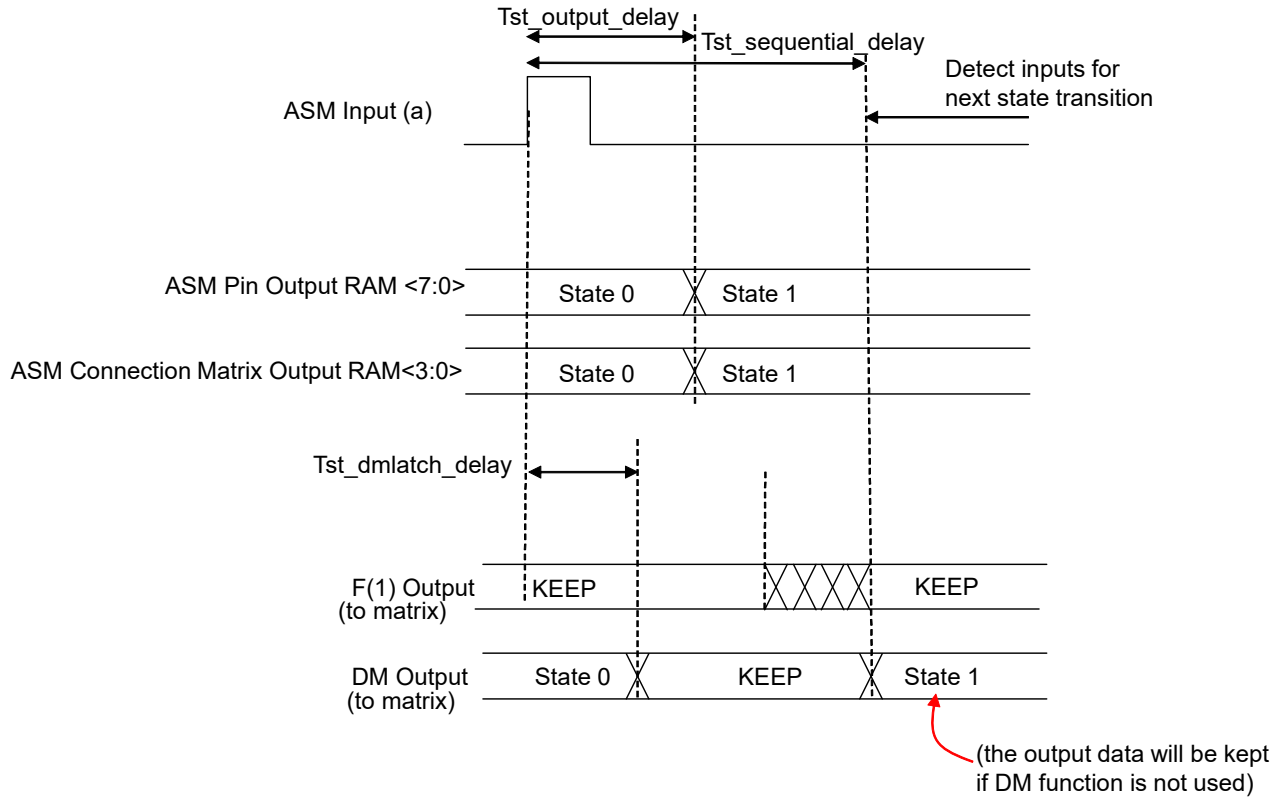 Tst_output_delay
Tst_sequential_delay
Detect inputs for
next state transition
ASM Input (a)
ASM Pin Output RAM <7:0>
State 0
State 1
ASM Connection Matrix Output RAM<3:0>
State 0
State 1
Tst_dmlatch_delay
F(1) Output
(to matrix)
KEEP
KEEP
DM Output
(to matrix)
State 0
KEEP
State 1
(the output data will be kept
if DM function is not used)